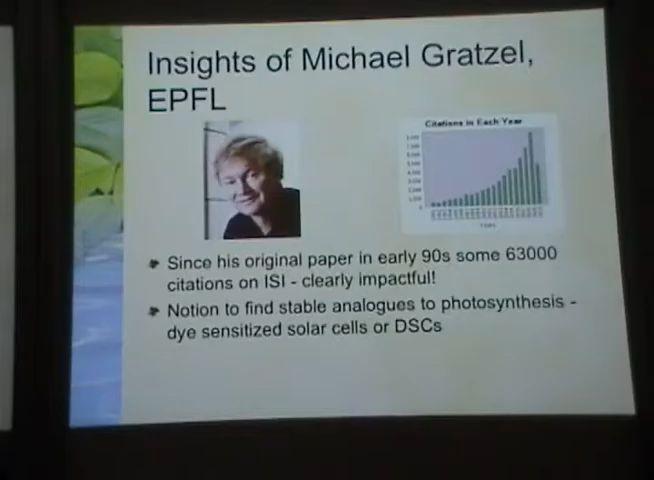 Insights of Michael Gratzel,
EPFL
Citations in Each Year
Since his original paper in early 90s some 63000
citations on ISI - clearly impactful!
Notion to find stable analogues to photosynthesis -
dye sensitized solar cells or DSCs